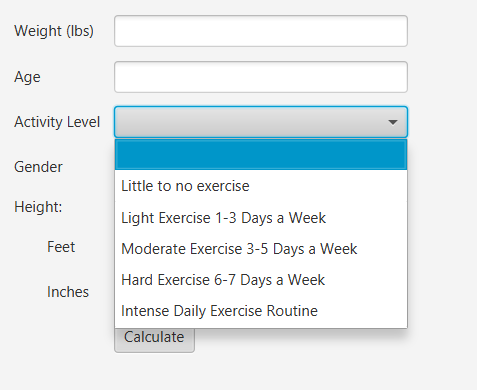 Weight (lbs)
Age
Activity Level
Gender
Little to no exercise
Light Exercise 1-3 Days a Week
Height:
Feet
Moderate Exercise 3-5 Days a Week
Hard Exercise 6-7 Days a Week
Inches
Intense Daily Exercise Routine
Calculate